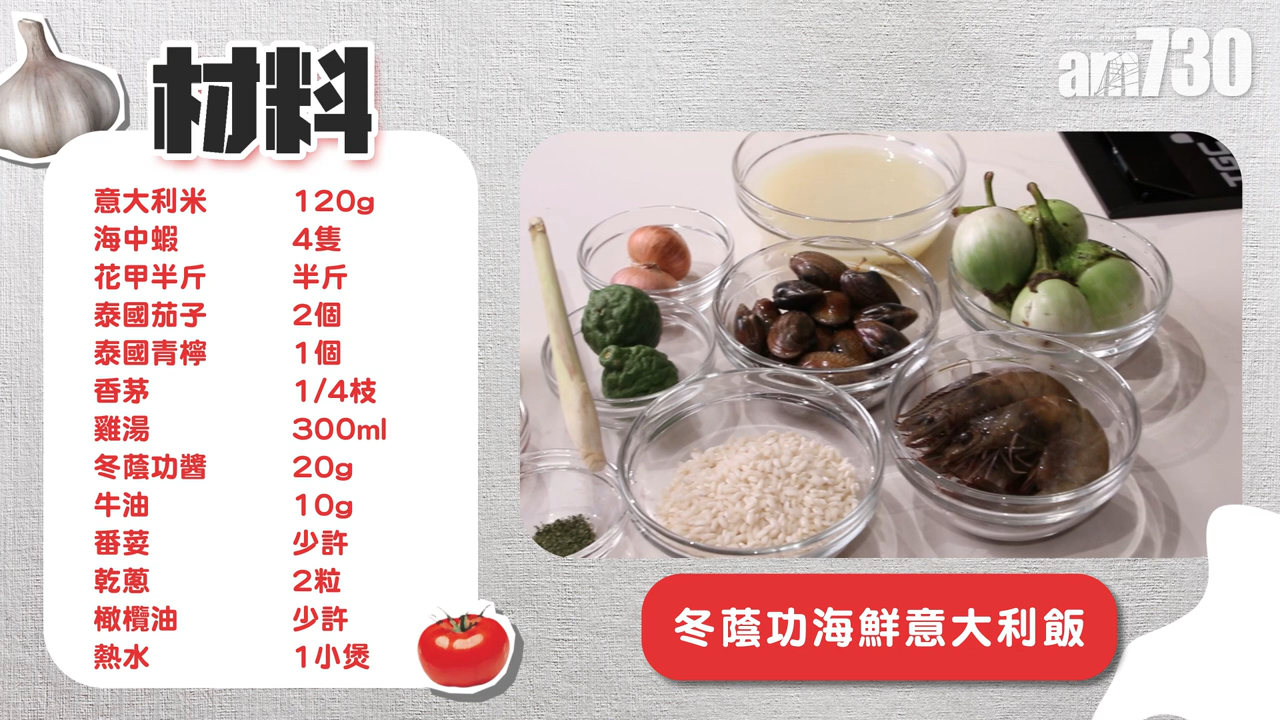 am730
材料
意大利米 120g
海中蝦 4隻
花甲半斤 半斤
泰國茄子 2個
泰國青檸 1個
香茅 1/4枝
雞湯 300ml
冬蔭功醬 20g
牛油 10g
番荽 少許
乾蔥 2粒
橄欖油 少許
熱水 1小煲
冬蔭功海鮮意大利飯